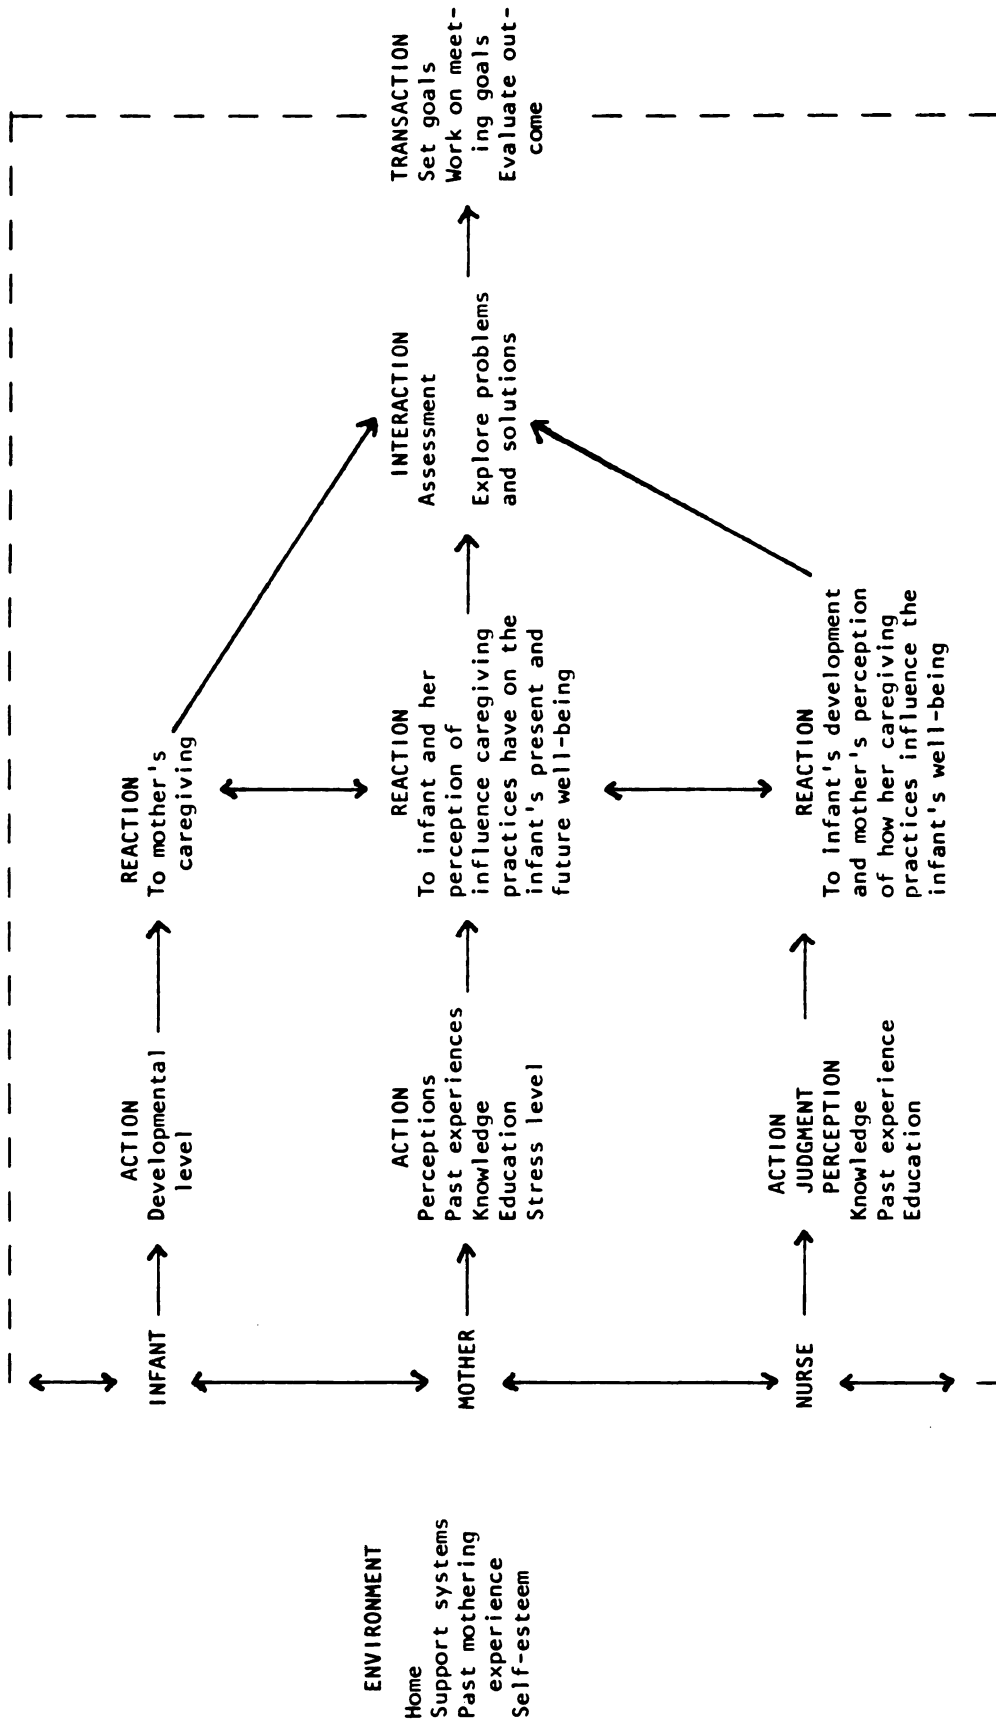 ENVIRONMENT
Home
Support systems
Past mothering
experience
Self-esteem
INFANT
ACTION
Developmental
level
REACTION
To mother's
caregiving
MOTHER
ACTION
Perceptions
Past experiences
Knowledge
Education
Stress level
REACTION
To infant and her
perception of
influence caregiving
practices have on the
infant's present and
future well-being
INTERACTION
Assessment
Explore problems
and solutions
TRANSACTION
Set goals
Work on meet-
ing goals
Evaluate out-
come
NURSE
ACTION
JUDGMENT
PERCEPTION
Knowledge
Past experience
Education
REACTION
To infant's development
and mother's perception
of how her caregiving
practices influence the
infant's well-being